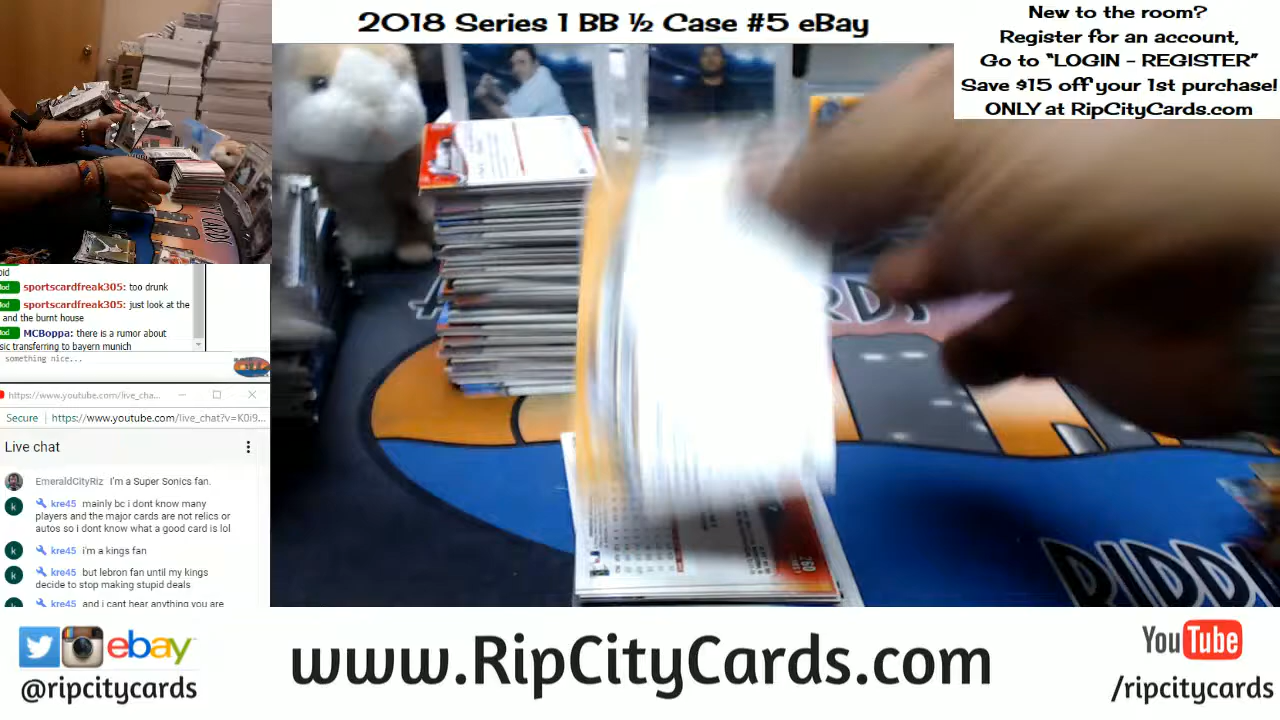 2018 Series 1 BB ½ Case #5 eBay
New to the room?
Register for an account,
Go to “LOGIN - REGISTER”
Save $15 off your 1st purchase!
ONLY at RipCityCards.com
sportscardfreak305: too drunk
sportscardfreak305: just look at the
and the burnt house
MCBoppa: there is a rumor about
sic transferring to bayern munich
something nice...
https://www.youtube.com/live_cha...
Secure https://www.youtube.com/live_chat?v=K0i9...
Live chat
EmeraldCityRiz I'm a Super Sonics fan.
kre45 mainly bc i dont know many
players and the major cards are not relics or
autos so i dont know what a good card is lol
kre45 i'm a kings fan
kre45 but lebron fan until my kings
decide to stop making stupid deals
kre45 and i cant hear anything you are
RIPPI
260
ebay
@ripcitycards
www.RipCityCards.com
YouTube
/ripcitycards